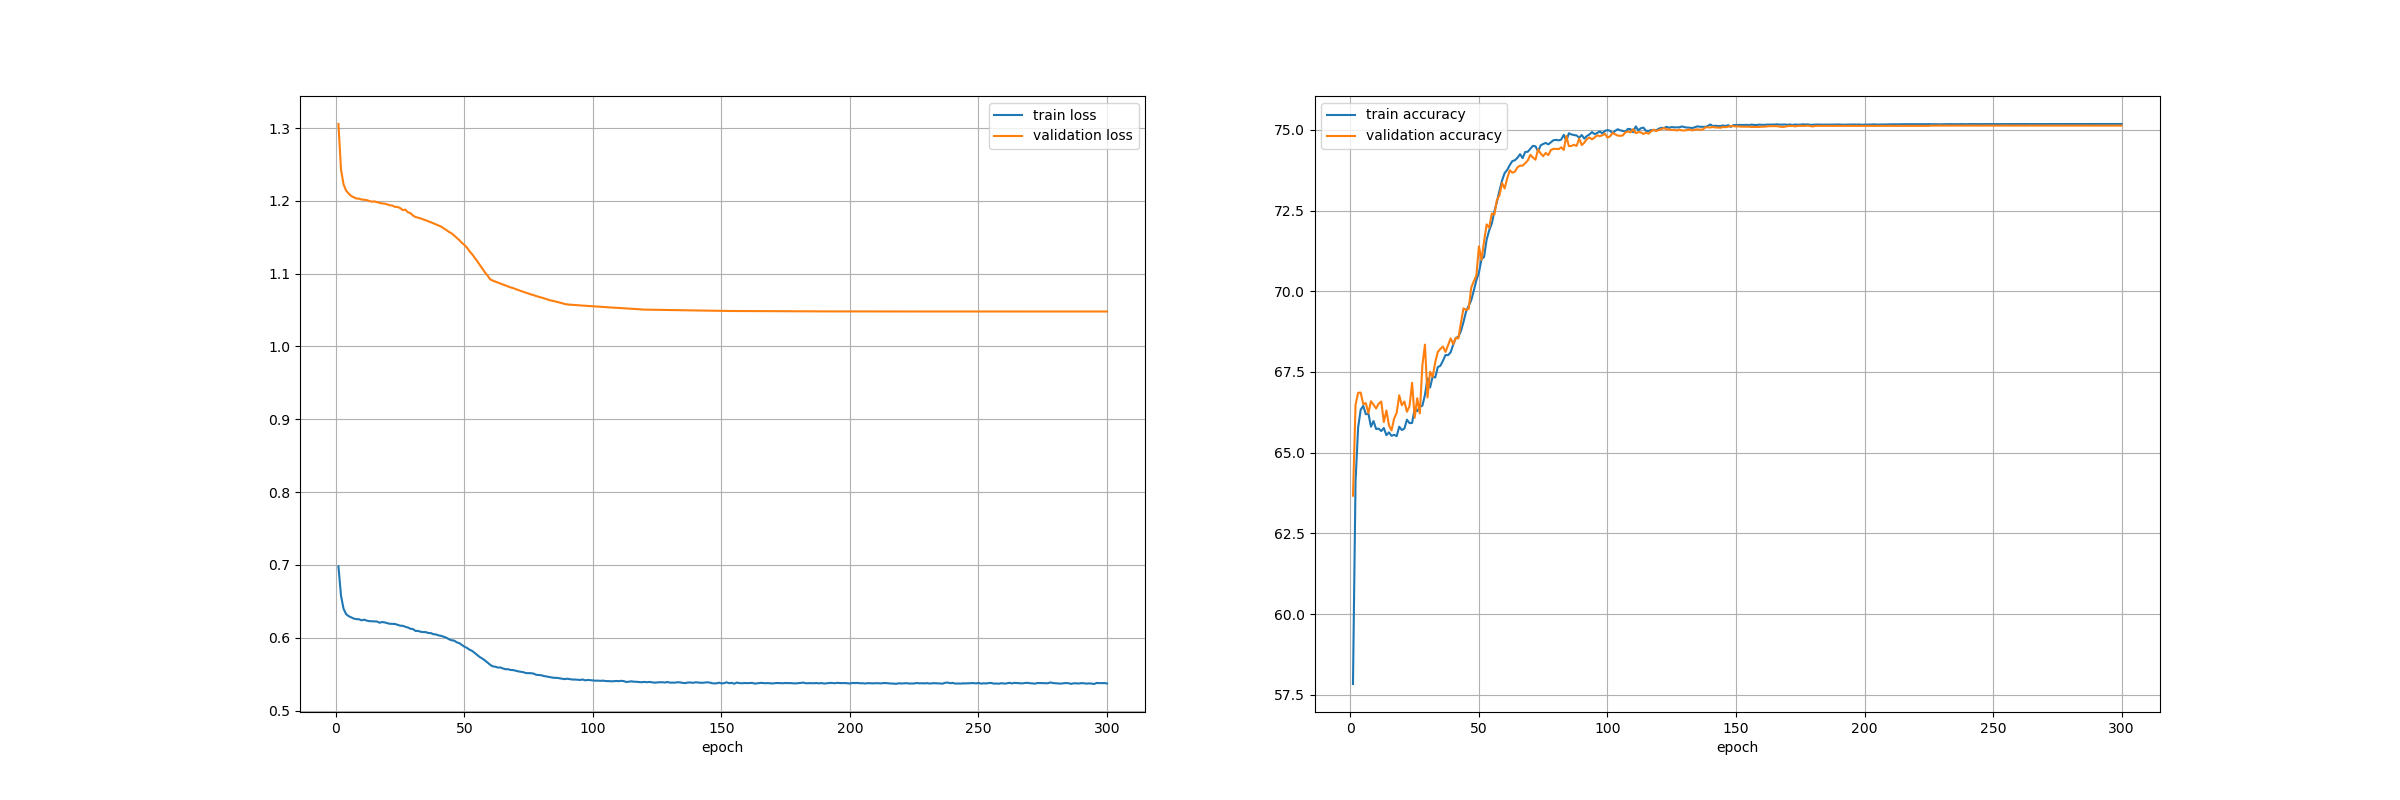 train loss
validation loss
1.3
1.2
1.1
1.0
0.9
0.8
0.7
0.6
0.5
0 50 100 150 200 250 300
epoch
train accuracy
validation accuracy
75.0
72.5
70.0
67.5
65.0
62.5
60.0
57.5
0 50 100 150 200 250 300
epoch